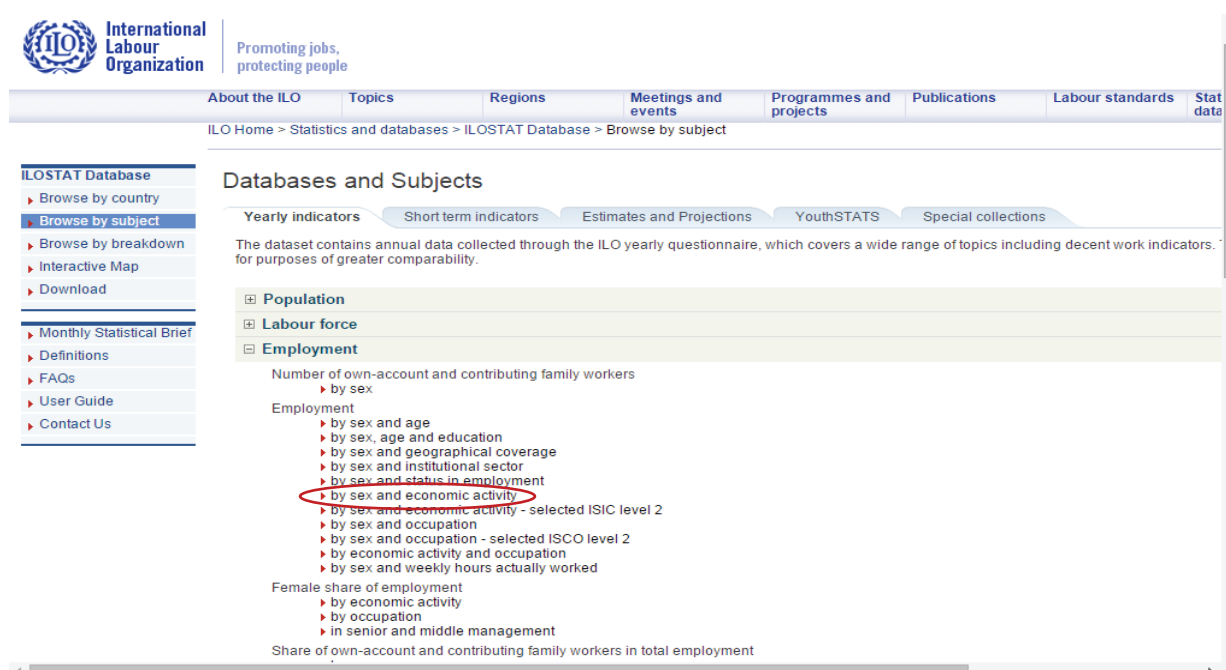 International
Labour
Organization
Promoting jobs,
protecting people
About the ILO Topics Regions Meetings and events Programmes and projects Publications Labour standards Stat data
ILO Home > Statistics and databases > ILOSTAT Database > Browse by subject
ILOSTAT Database
Browse by country
Browse by subject
Browse by breakdown
Interactive Map
Download
Monthly Statistical Brief
Definitions
FAQs
User Guide
Contact Us
Databases and Subjects
Yearly indicators Short term indicators Estimates and Projections YouthSTATS Special collections
The dataset contains annual data collected through the ILO yearly questionnaire, which covers a wide range of topics including decent work indicators.
for purposes of greater comparability.
Population
Labour force
Employment
Number of own-account and contributing family workers
by sex
Employment
by sex and age
by sex, age and education
by sex and geographical coverage
by sex and institutional sector
by sex and status in employment
by sex and economic activity
by sex and economic activity - selected ISIC level 2
by sex and occupation
by sex and occupation - selected ISCO level 2
by economic activity and occupation
by sex and weekly hours actually worked
Female share of employment
by economic activity
by occupation
in senior and middle management
Share of own-account and contributing family workers in total employment